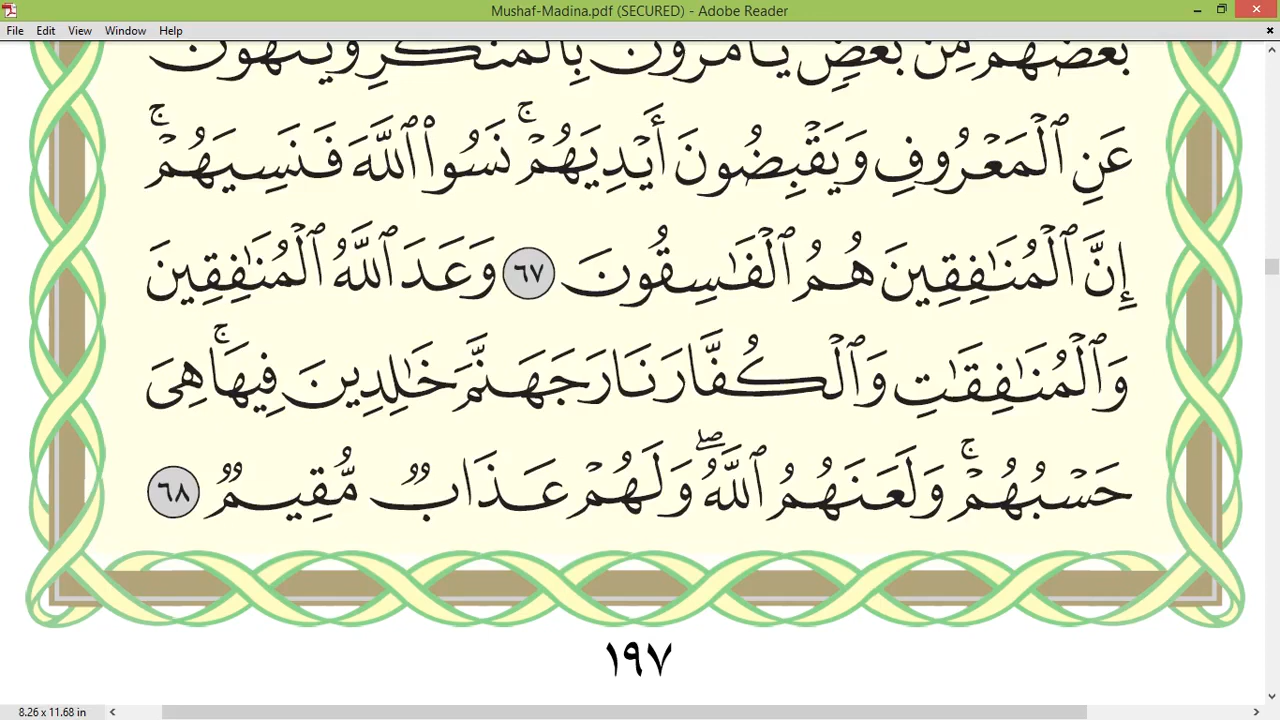 Mushaf-Madina.pdf (SECURED) - Adobe Reader
File Edit View Window Help
بَعْضُهُم مِّنۢ بَعْضٖۚ يَأْمُرُونَ بِٱلْمُنكَرِ وَيَنْهَوْنَ
عَنِ ٱلْمَعْرُوفِ وَيَقْبِضُونَ أَيْدِيَهُمْۚ نَسُوا۟ ٱللَّهَ فَنَسِيَهُمْۚ
إِنَّ ٱلْمُنَٰفِقِينَ هُمُ ٱلْفَٰسِقُونَ ٦٧ وَعَدَ ٱللَّهُ ٱلْمُنَٰفِقِينَ
وَٱلْمُنَٰفِقَٰتِ وَٱلْكُفَّارَ نَارَ جَهَنَّمَ خَٰلِدِينَ فِيهَاۚ هِىَ
حَسْبُهُمْۚ وَلَعَنَهُمُ ٱللَّهُۖ وَلَهُمْ عَذَابٌ مُّقِيمٌ ٦٨
١٩٧
8.26 x 11.68 in